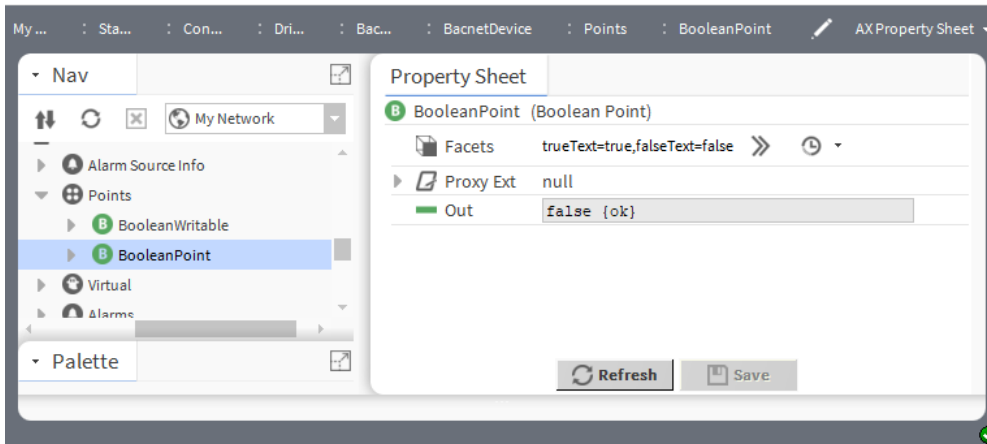 My ... : Sta... : Con... : Dri... : Bac... : BacnetDevice : Points : BooleanPoint AX Property Sheet
Nav
My Network
Alarm Source Info
Points
B BooleanWritable
B BooleanPoint
Virtual
Alarms
Palette
Property Sheet
B BooleanPoint (Boolean Point)
Facets trueText=true,falseText=false
Proxy Ext null
Out false {ok}
Refresh Save